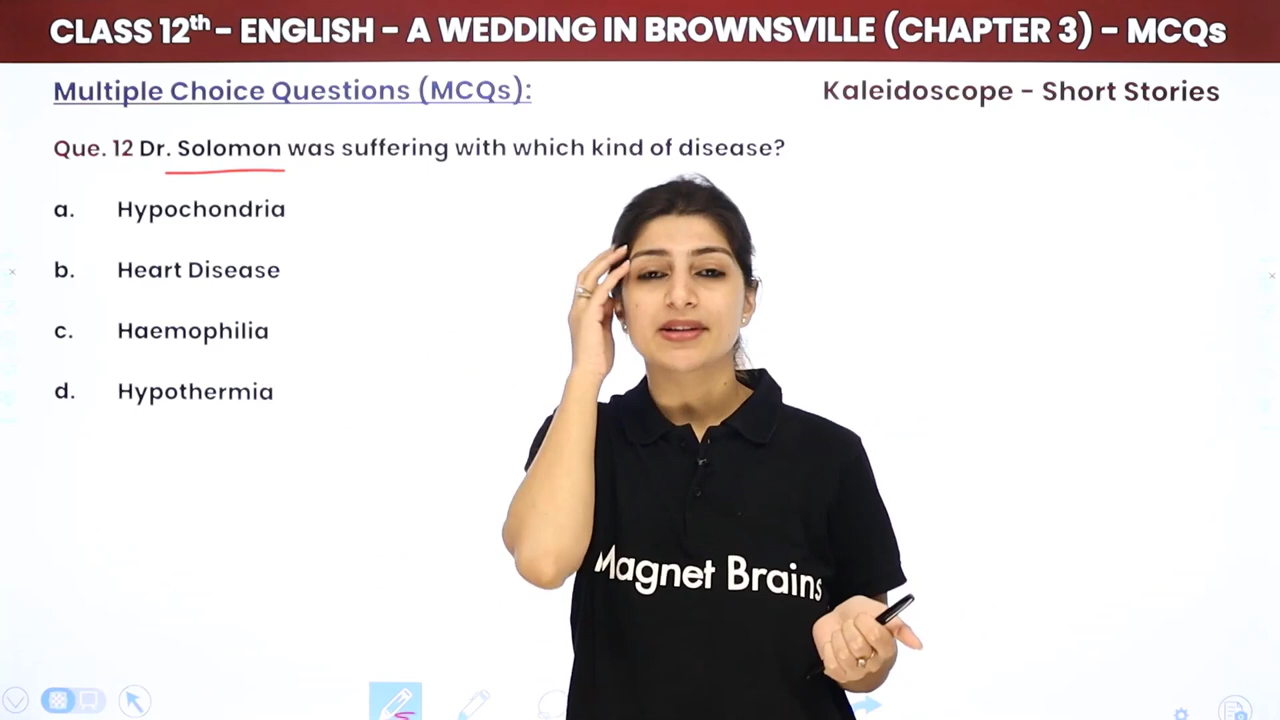 CLASS 12th – ENGLISH – A WEDDING IN BROWNSVILLE (CHAPTER 3) – MCQs
Multiple Choice Questions (MCQs):
Kaleidoscope - Short Stories
Que. 12 Dr. Solomon was suffering with which kind of disease?
a. Hypochondria
b. Heart Disease
c. Haemophilia
d. Hypothermia
Magnet Brains